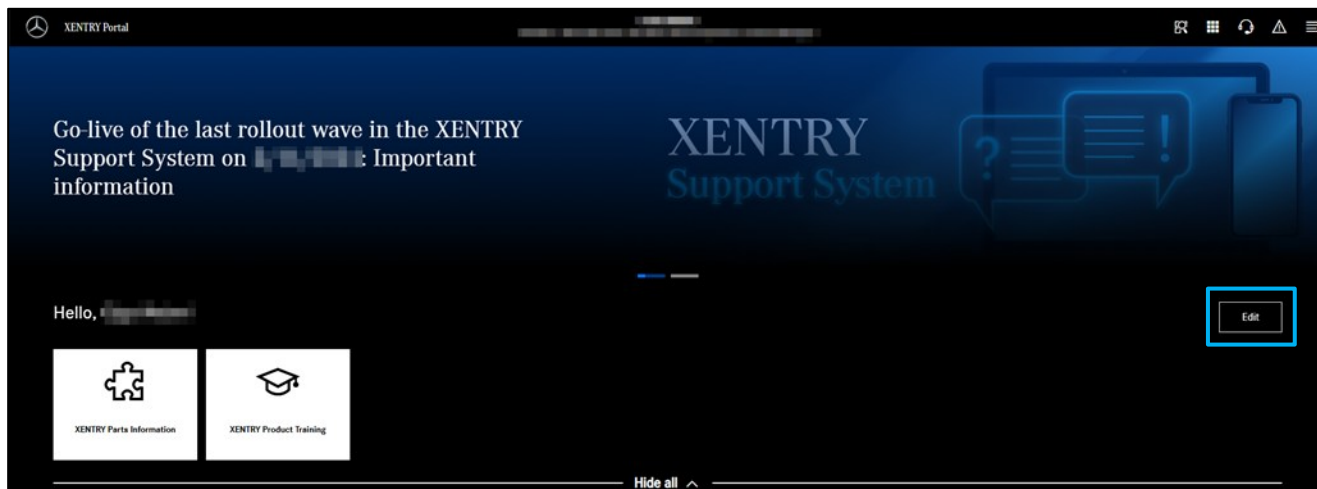 XENTRY Portal
Go-live of the last rollout wave in the XENTRY
Support System on : Important
information
XENTRY
Support System
? !
Hello,
Edit
XENTRY Parts Information
XENTRY Product Training
Hide all